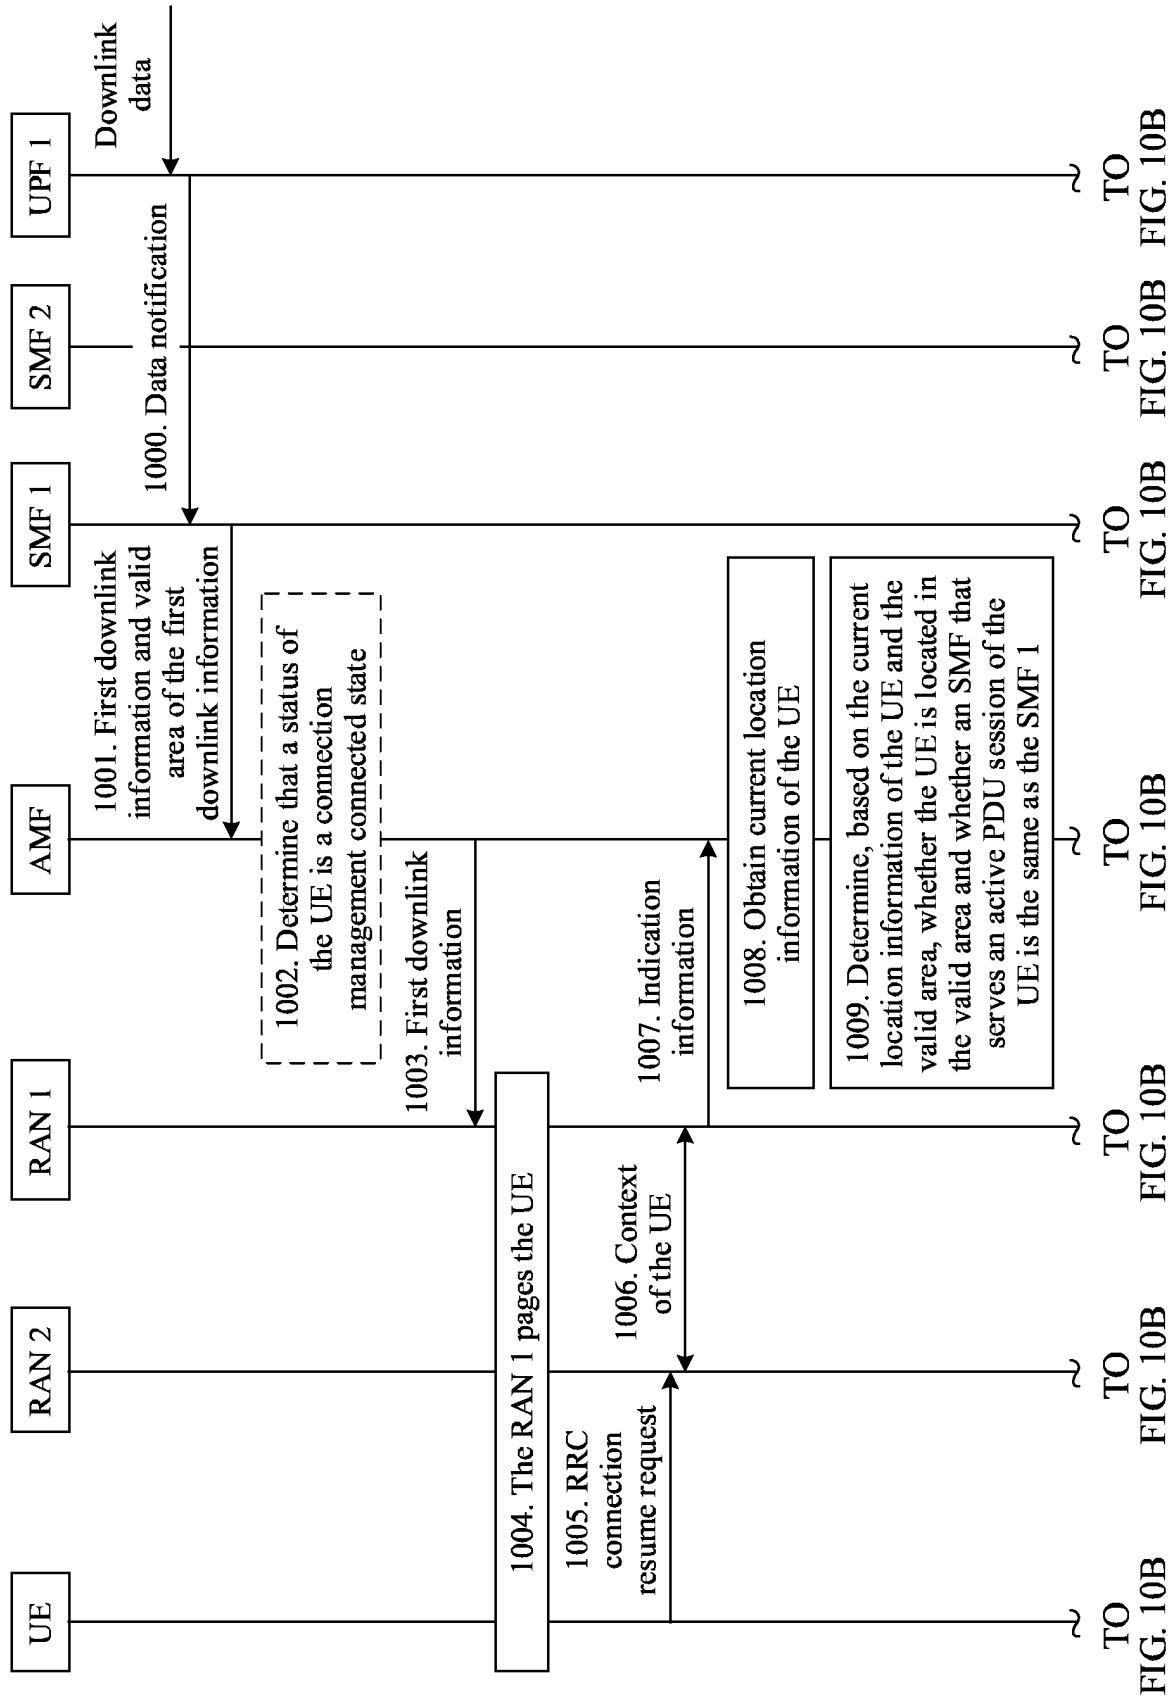 UE
RAN 2
RAN 1
AMF
SMF 1
SMF 2
UPF 1
Downlink
data
1000. Data notification
1001. First downlink
information and valid
area of the first
downlink information
1002. Determine that a status of
the UE is a connection
management connected state
1003. First downlink
information
1004. The RAN 1 pages the UE
1005. RRC
connection
resume request
1006. Context
of the UE
1007. Indication
information
1008. Obtain current location
information of the UE
1009. Determine, based on the current
location information of the UE and the
valid area, whether the UE is located in
the valid area and whether an SMF that
serves an active PDU session of the
UE is the same as the SMF 1
TO
FIG. 10B
TO
FIG. 10B
TO
FIG. 10B
TO
FIG. 10B
TO
FIG. 10B
TO
FIG. 10B
TO
FIG. 10B